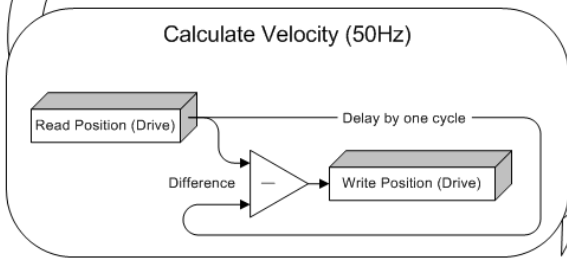 Calculate Velocity (50Hz)
Read Position (Drive)
Delay by one cycle
Difference
—
Write Position (Drive)